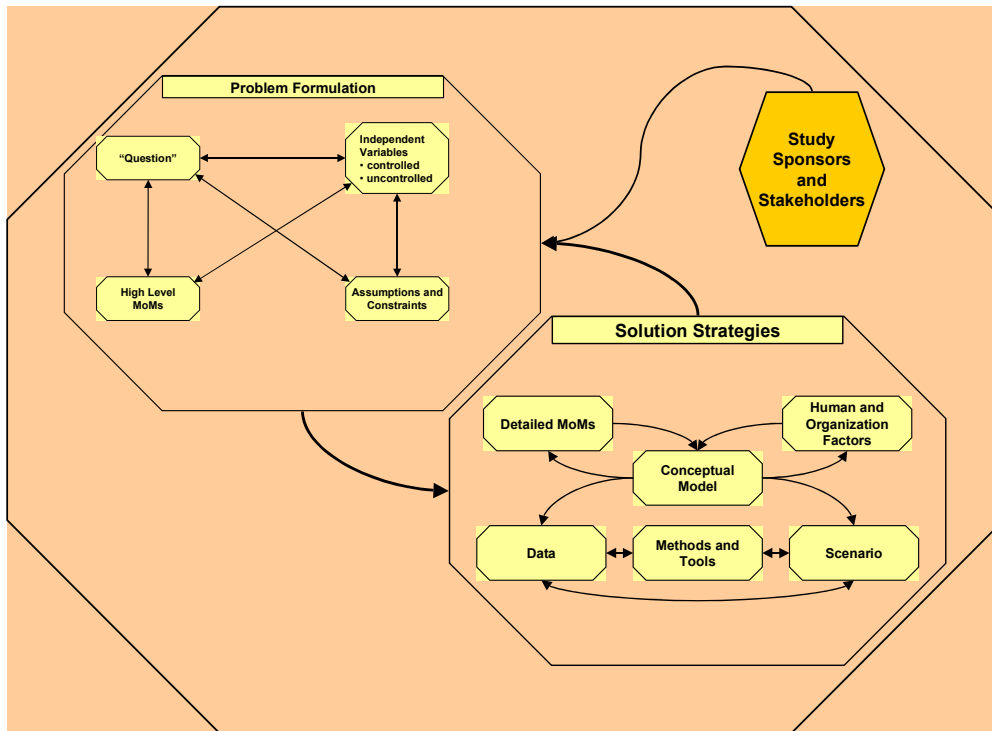 Problem Formulation
“Question”
Independent
Variables
• controlled
• uncontrolled
High Level
MoMs
Assumptions and
Constraints
Study
Sponsors
and
Stakeholders
Solution Strategies
Detailed MoMs
Human and
Organization
Factors
Conceptual
Model
Data
Methods and
Tools
Scenario